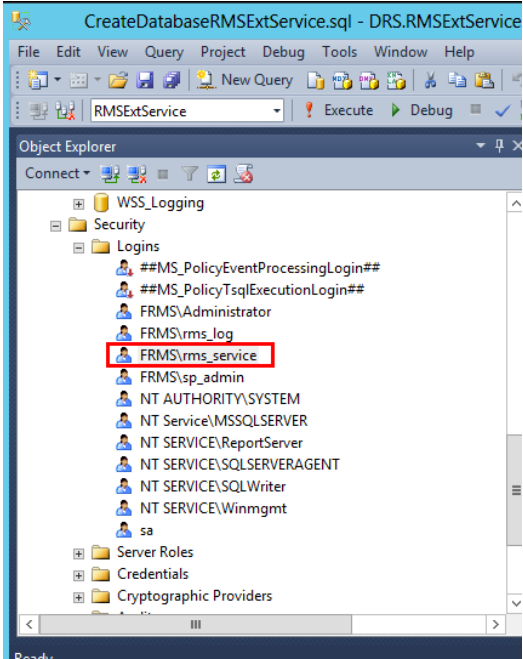 CreateDatabaseRMSExtService.sql - DRS.RMSExtService
File Edit View Query Project Debug Tools Window Help
New Query
RMSExtService Execute Debug
Object Explorer
Connect
WSS_Logging
Security
Logins
##MS_PolicyEventProcessingLogin##
##MS_PolicyTsqlExecutionLogin##
FRMS\Administrator
FRMS\rms_log
FRMS\rms_service
FRMS\sp_admin
NT AUTHORITY\SYSTEM
NT Service\MSSQLSERVER
NT SERVICE\ReportServer
NT SERVICE\SQLSERVERAGENT
NT SERVICE\SQLWriter
NT SERVICE\Winmgmt
sa
Server Roles
Credentials
Cryptographic Providers
Ready